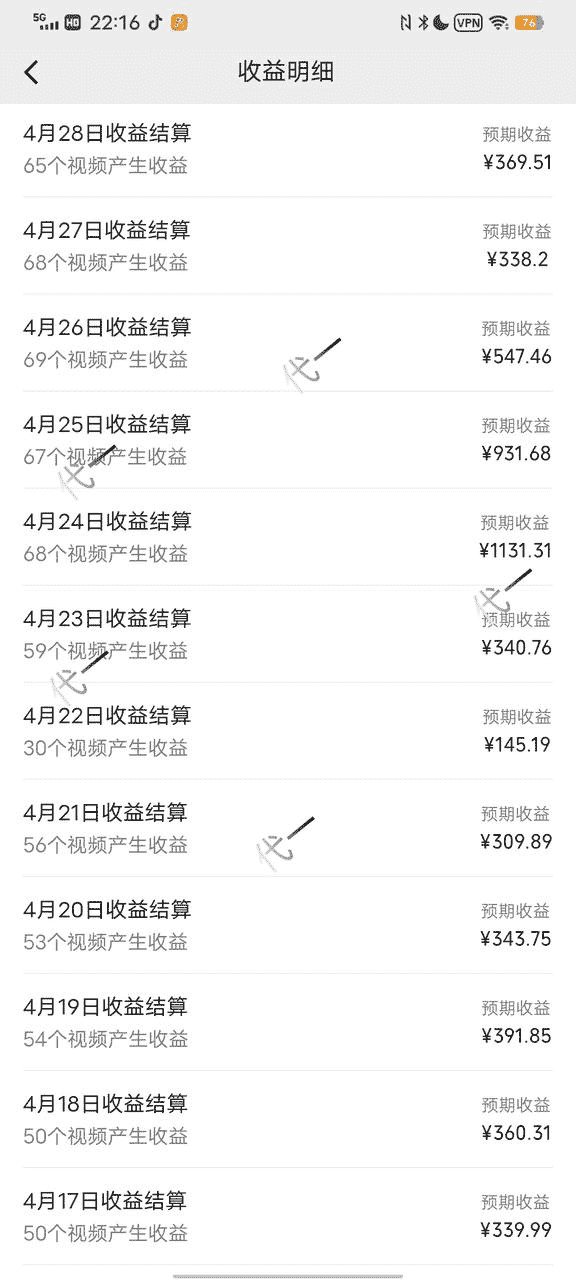 5G HD 22:16 VPN 76
收益明细
4月28日收益结算 预期收益
65个视频产生收益 ¥369.51
4月27日收益结算 预期收益
68个视频产生收益 ¥338.2
4月26日收益结算 预期收益
69个视频产生收益 ¥547.46
4月25日收益结算 预期收益
67个视频产生收益 ¥931.68
4月24日收益结算 预期收益
68个视频产生收益 ¥1131.31
4月23日收益结算 预期收益
59个视频产生收益 ¥340.76
4月22日收益结算 预期收益
30个视频产生收益 ¥145.19
4月21日收益结算 预期收益
56个视频产生收益 ¥309.89
4月20日收益结算 预期收益
53个视频产生收益 ¥343.75
4月19日收益结算 预期收益
54个视频产生收益 ¥391.85
4月18日收益结算 预期收益
50个视频产生收益 ¥360.31
4月17日收益结算 预期收益
50个视频产生收益 ¥339.99